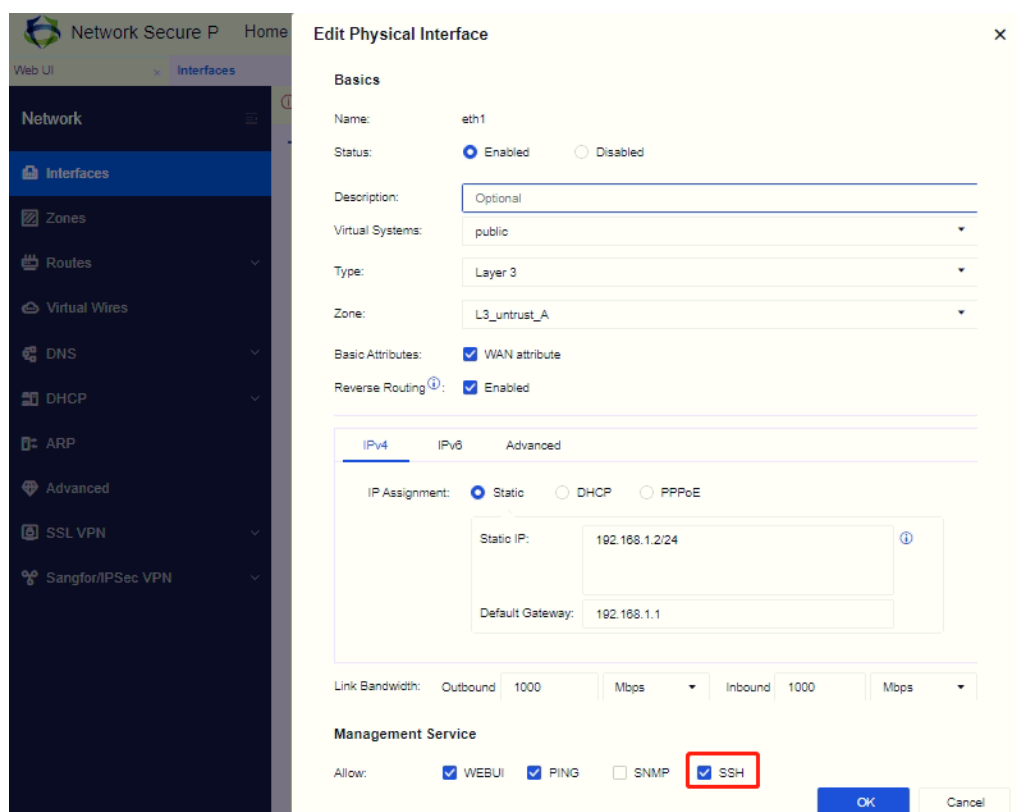 Network Secure P Home
Edit Physical Interface
Web UI Interfaces
Basics
Network
Name: eth1
Status: Enabled Disabled
Interfaces
Description: Optional
Zones
Virtual Systems: public
Routes
Type: Layer 3
Virtual Wires
Zone: L3_untrust_A
DNS
Basic Attributes: WAN attribute
Reverse Routing : Enabled
DHCP
ARP
IPv4 IPv6 Advanced
Advanced
IP Assignment: Static DHCP PPPoE
SSL VPN
Static IP: 192.168.1.2/24
Sangfor/IPSec VPN
Default Gateway: 192.168.1.1
Link Bandwidth: Outbound 1000 Mbps Inbound 1000 Mbps
Management Service
Allow: WEBUI PING SNMP SSH
OK Cancel